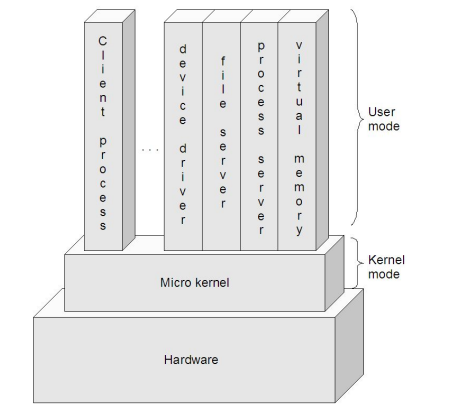 Client process
. . .
device driver
file server
process server
virtual memory
User
mode
Kernel
mode
Micro kernel
Hardware